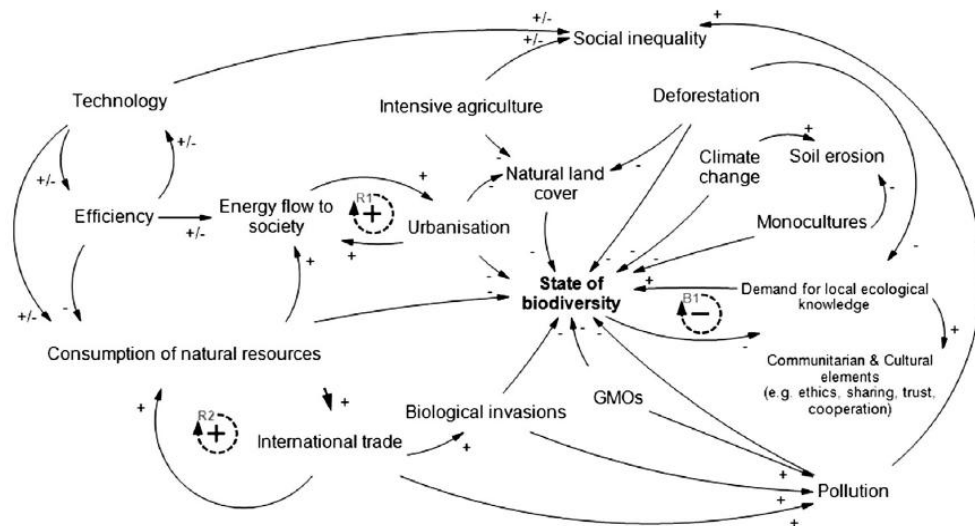 +
+/-
+/-
Social inequality
Technology
Intensive agriculture
Deforestation
+/-
+/-
+/-
+
Climate
change
+
Soil erosion
-
-
-
Natural land
cover
-
Monocultures
Efficiency
+/-
Energy flow to
society
+
R1
+
Urbanisation
+
-
-
-
-
-
-
State of
biodiversity
+
-
Demand for local ecological
knowledge
B1
-
+/-
-
+
-
-
+
Consumption of natural resources
-
-
-
Communitarian & Cultural
elements
(e.g. ethics, sharing, trust,
cooperation)
GMOs
+
R2
+
+
Biological invasions
International trade
+
+
Pollution
+
+